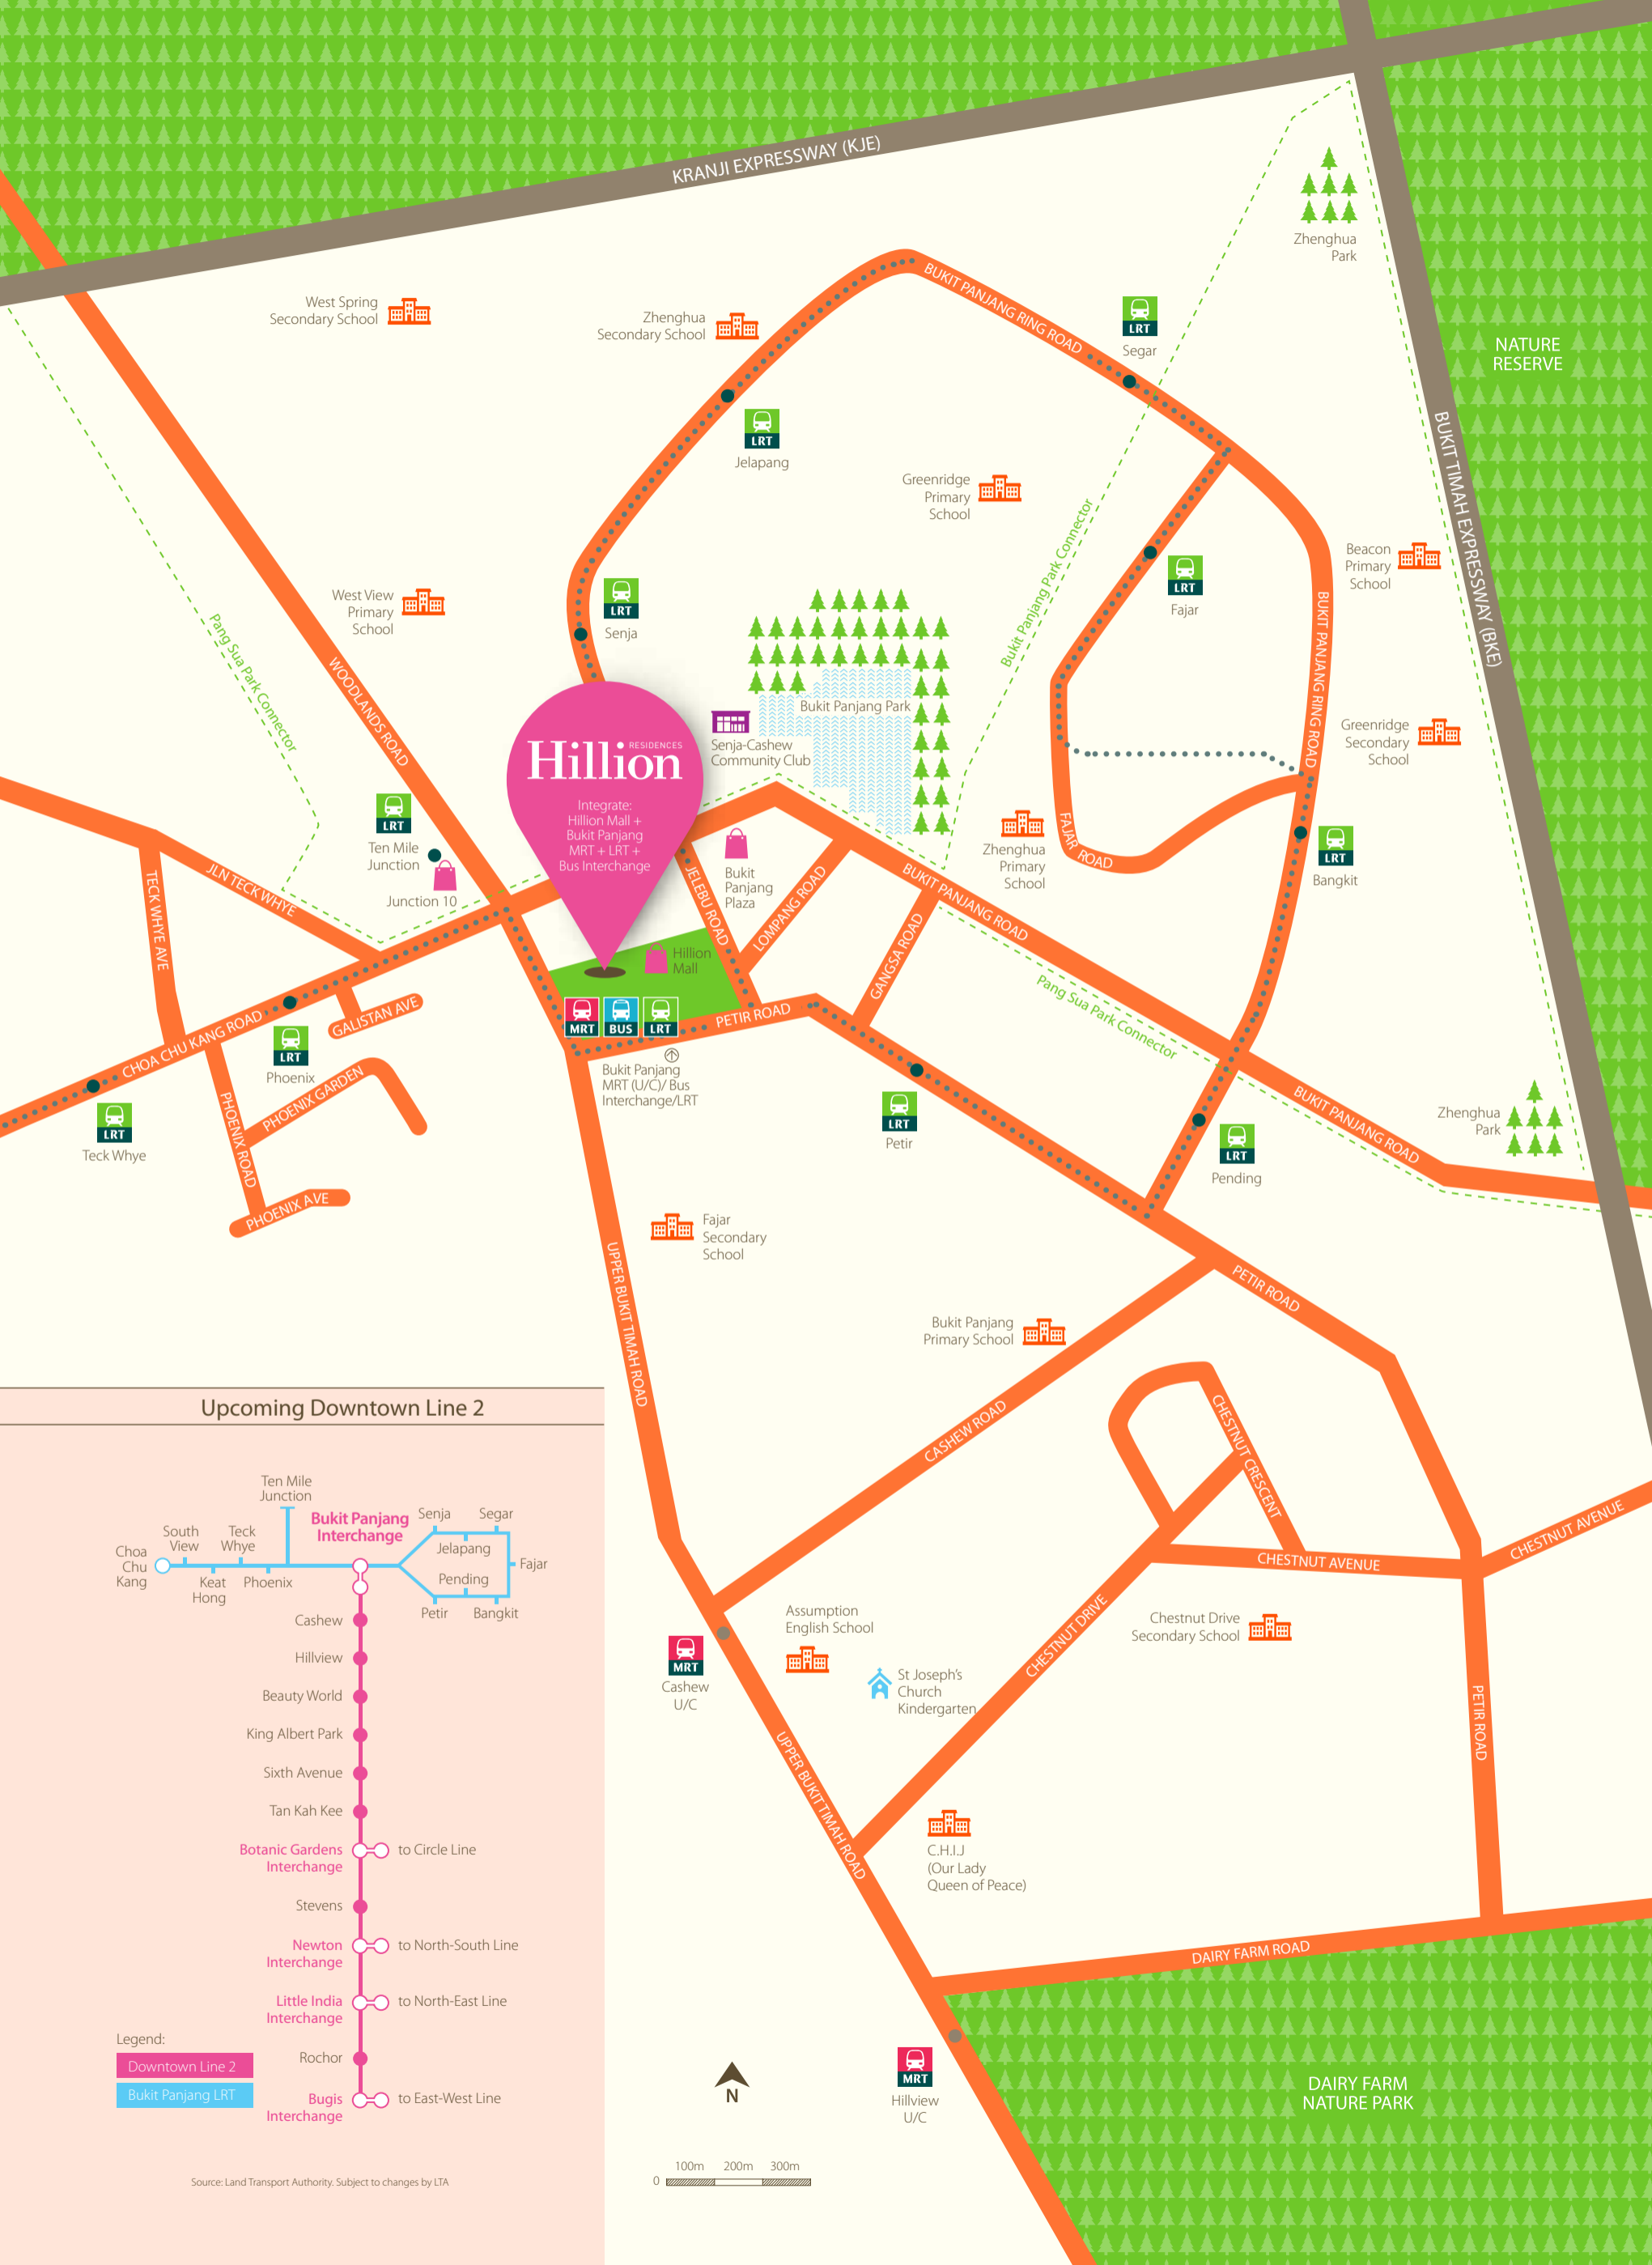 KRANJI EXPRESSWAY (KJE)
Zhenghua
Park
NATURE
RESERVE
BUKIT TIMAH EXPRESSWAY (BKE)
West Spring
Secondary School
Zhenghua
Secondary School
BUKIT PANJANG RING ROAD
LRT
Segar
LRT
Jelapang
Greenridge
Primary
School
Bukit Panjang Park Connector
LRT
Fajar
Beacon
Primary
School
West View
Primary
School
LRT
Senja
Pang Sua Park Connector
WOODLANDS ROAD
BUKIT PANJANG RING ROAD
Bukit Panjang Park
Senja-Cashew
Community Club
Greenridge
Secondary
School
Hillion
RESIDENCES
Integrate:
Hillion Mall +
Bukit Panjang
MRT + LRT +
Bus Interchange
LRT
Ten Mile
Junction
Junction 10
JLN TECK WHYE
TECK WHYE AVE
Bukit
Panjang
Plaza
JELEBU ROAD
LOMPANG ROAD
GANGSA ROAD
BUKIT PANJANG ROAD
Zhenghua
Primary
School
FAJAR ROAD
LRT
Bangkit
Hillion
Mall
MRT
BUS
LRT
PETIR ROAD
Bukit Panjang
MRT (U/C)/ Bus
Interchange/LRT
Pang Sua Park Connector
GALISTAN AVE
CHOA CHU KANG ROAD
LRT
Phoenix
PHOENIX GARDEN
PHOENIX ROAD
PHOENIX AVE
LRT
Teck Whye
LRT
Petir
LRT
Pending
BUKIT PANJANG ROAD
Zhenghua
Park
Fajar
Secondary
School
UPPER BUKIT TIMAH ROAD
PETIR ROAD
Bukit Panjang
Primary School
CASHEW ROAD
CHESTNUT CRESCENT
CHESTNUT AVENUE
CHESTNUT AVENUE
CHESTNUT DRIVE
Chestnut Drive
Secondary School
Assumption
English School
MRT
Cashew
U/C
St Joseph's
Church
Kindergarten
PETIR ROAD
UPPER BUKIT TIMAH ROAD
C.H.I.J
(Our Lady
Queen of Peace)
DAIRY FARM ROAD
MRT
Hillview
U/C
DAIRY FARM
NATURE PARK
N
0
100m
200m
300m
Upcoming Downtown Line 2
Ten Mile
Junction
Bukit Panjang
Interchange
Senja
Segar
South
View
Teck
Whye
Choa
Chu
Kang
Jelapang
Fajar
Keat
Hong
Phoenix
Pending
Petir
Bangkit
Cashew
Hillview
Beauty World
King Albert Park
Sixth Avenue
Tan Kah Kee
Botanic Gardens
Interchange
to Circle Line
Stevens
Newton
Interchange
to North-South Line
Little India
Interchange
to North-East Line
Rochor
Bugis
Interchange
to East-West Line
Legend:
Downtown Line 2
Bukit Panjang LRT
Source: Land Transport Authority. Subject to changes by LTA